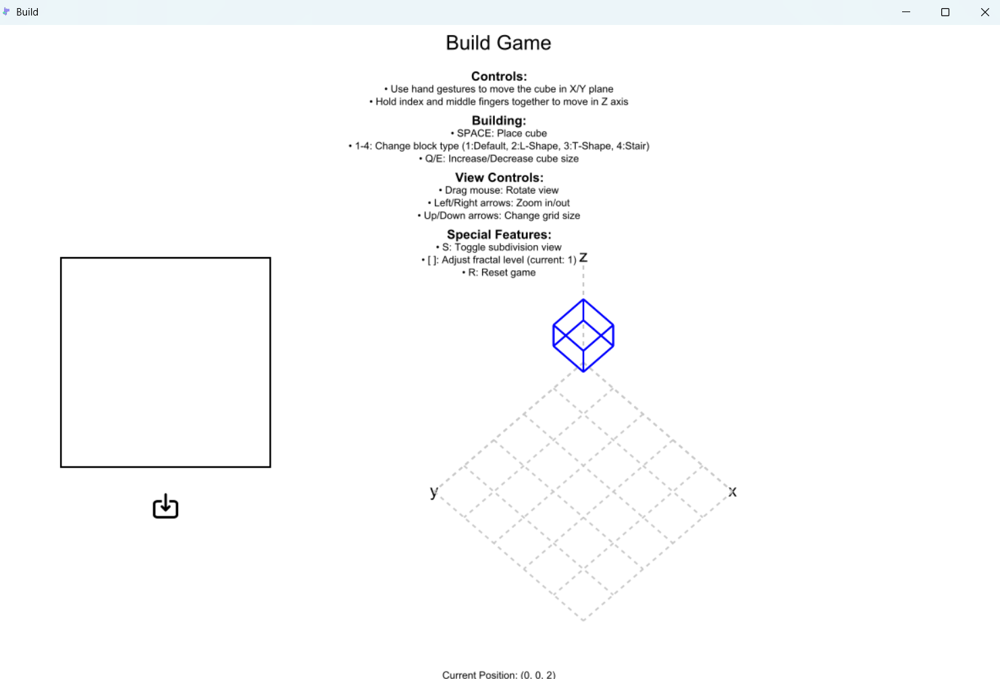 Build
Build Game
Controls:
• Use hand gestures to move the cube in X/Y plane
• Hold index and middle fingers together to move in Z axis
Building:
• SPACE: Place cube
• 1-4: Change block type (1:Default, 2:L-Shape, 3:T-Shape, 4:Stair)
• Q/E: Increase/Decrease cube size
View Controls:
• Drag mouse: Rotate view
• Left/Right arrows: Zoom in/out
• Up/Down arrows: Change grid size
Special Features:
• S: Toggle subdivision view
• [ ]: Adjust fractal level (current: 1)
• R: Reset game
z
y
x
Current Position: (0, 0, 2)